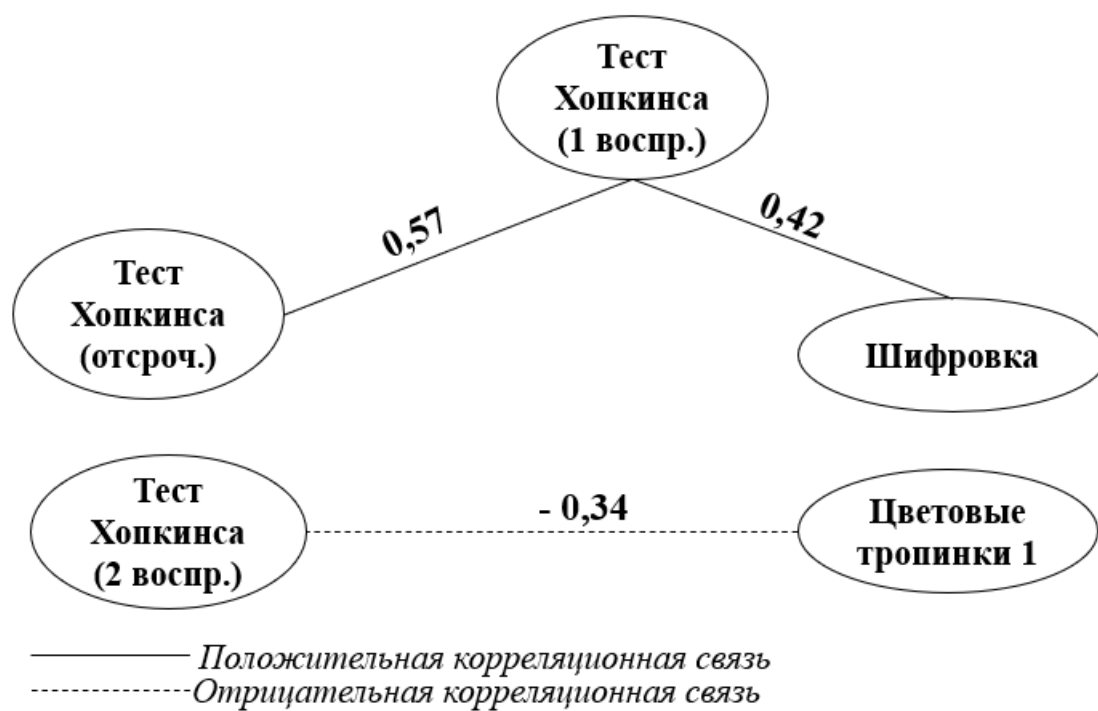 Тест
Хопкинса
(1 воспр.)
0,57
0,42
Тест
Хопкинса
(отсроч.)
Шифровка
Тест
Хопкинса
(2 воспр.)
- 0,34
Цветовые
тропинки 1
Положительная корреляционная связь
Отрицательная корреляционная связь